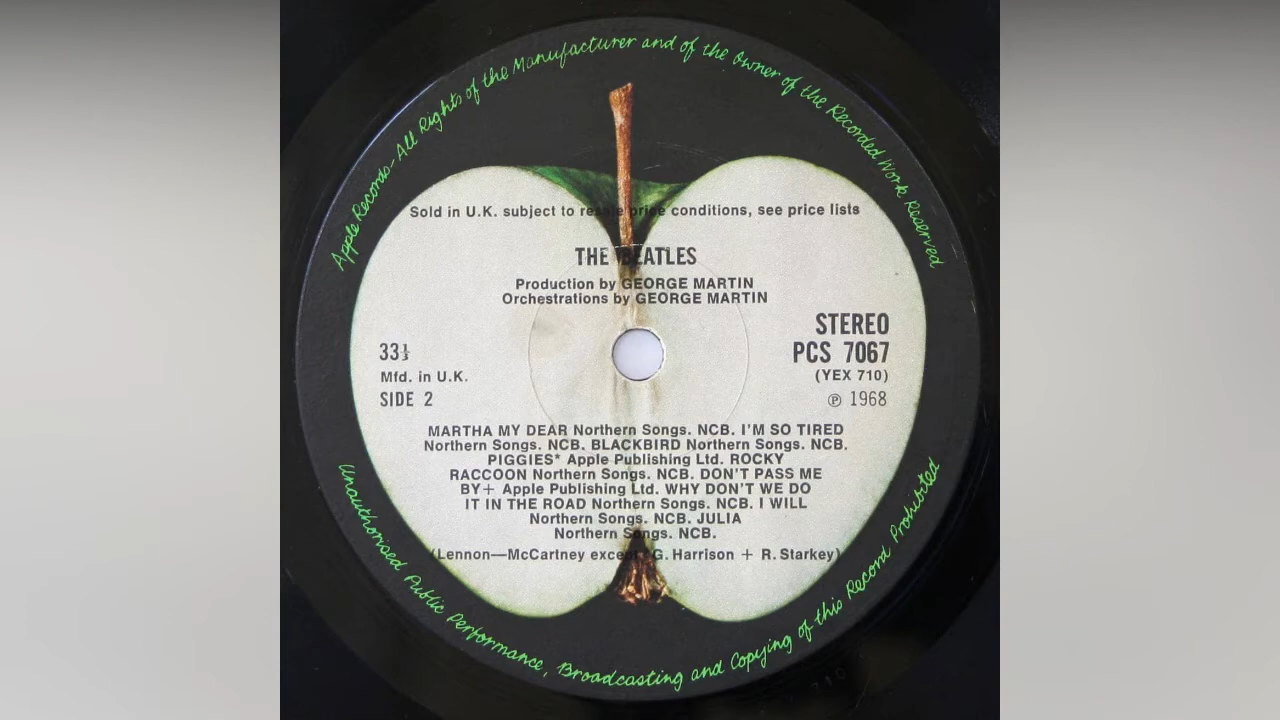 Apple Records-All Rights of the Manufacturer and of the Owner of the Recorded Work Reserved
Sold in U.K. subject to resale price conditions, see price lists
THE BEATLES
Production by GEORGE MARTIN
Orchestrations by GEORGE MARTIN
STEREO
33⅓ PCS 7067
Mfd. in U.K. (YEX 710)
SIDE 2 ℗ 1968
MARTHA MY DEAR Northern Songs. NCB. I'M SO TIRED
Northern Songs. NCB. BLACKBIRD Northern Songs. NCB.
PIGGIES* Apple Publishing Ltd. ROCKY
RACCOON Northern Songs. NCB. DON'T PASS ME
BY+ Apple Publishing Ltd. WHY DON'T WE DO
IT IN THE ROAD Northern Songs. NCB. I WILL
Northern Songs. NCB. JULIA
Northern Songs. NCB.
(Lennon—McCartney except *G. Harrison + R. Starkey)
Unauthorised Public Performance, Broadcasting and Copying of this Record Prohibited